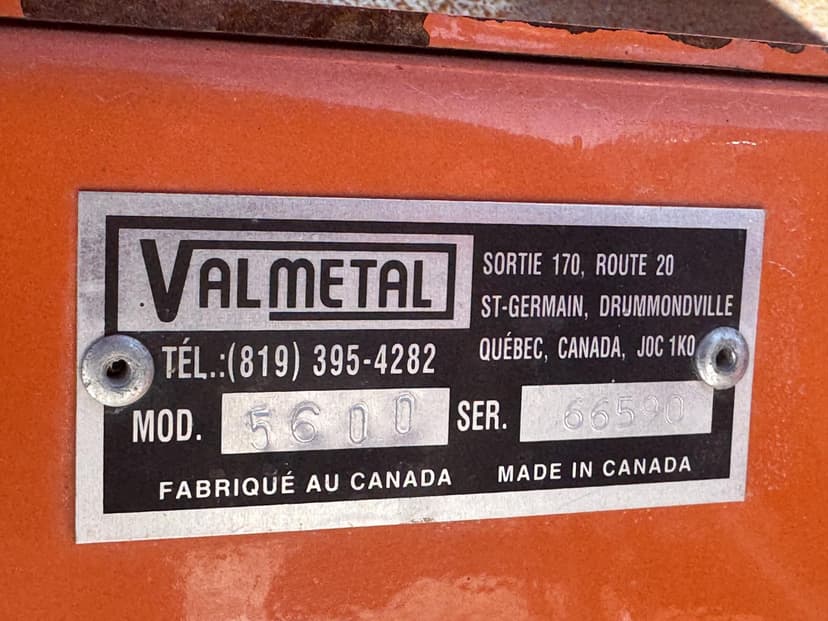 VALMETAL
SORTIE 170, ROUTE 20
ST-GERMAIN, DRUMMONDVILLE
QUÉBEC, CANADA, J0C 1K0
TÉL.:(819) 395-4282
MOD. 5600 SER. 66590
FABRIQUÉ AU CANADA MADE IN CANADA